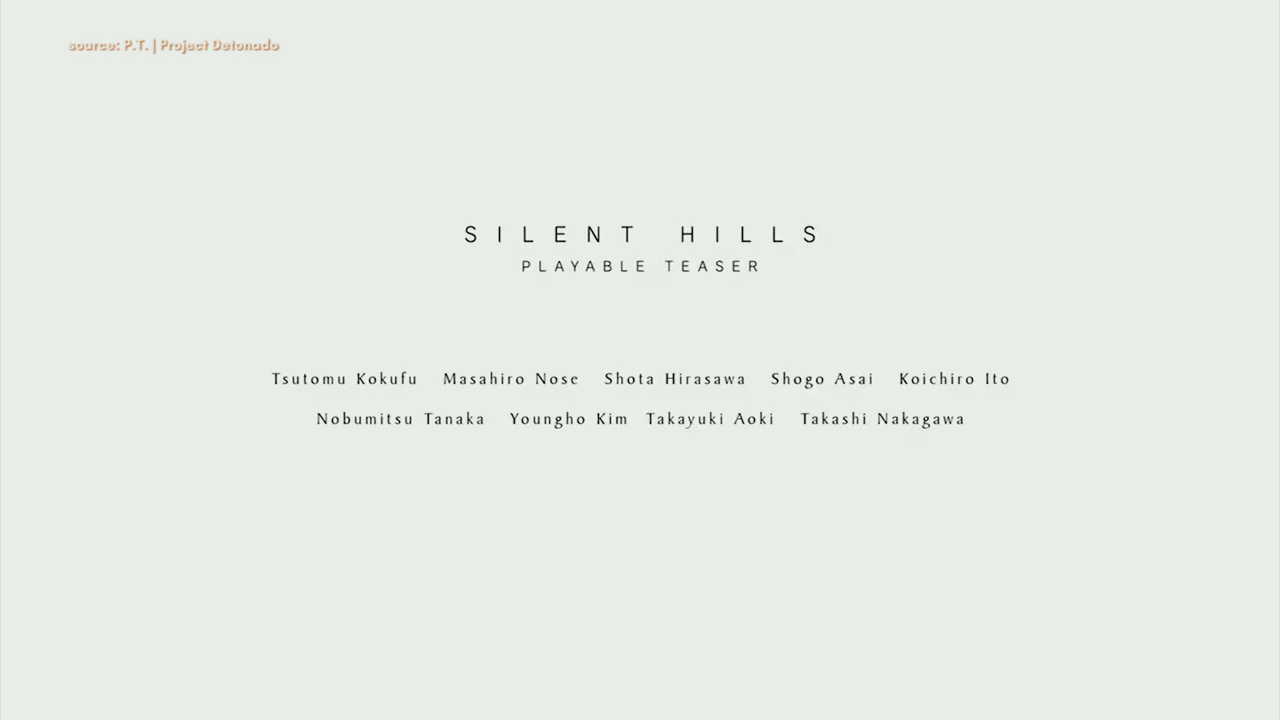 source: P.T. | Project Detonado
SILENT HILLS
PLAYABLE TEASER
Tsutomu Kokufu Masahiro Nose Shota Hirasawa Shogo Asai Koichiro Ito
Nobumitsu Tanaka Youngho Kim Takayuki Aoki Takashi Nakagawa